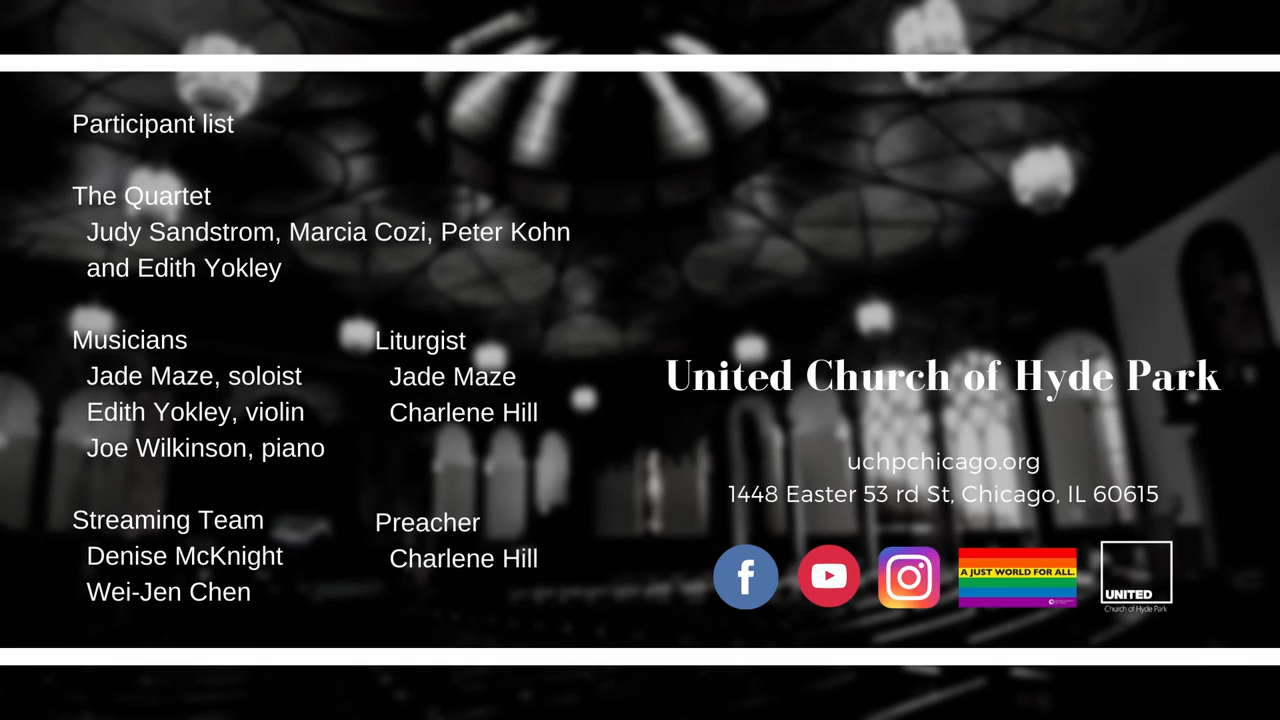 Participant list
The Quartet
Judy Sandstrom, Marcia Cozi, Peter Kohn
and Edith Yokley
Musicians
Jade Maze, soloist
Edith Yokley, violin
Joe Wilkinson, piano
Liturgist
Jade Maze
Charlene Hill
Streaming Team
Denise McKnight
Wei-Jen Chen
Preacher
Charlene Hill
United Church of Hyde Park
uchpchicago.org
1448 Easter 53 rd St, Chicago, IL 60615
A JUST WORLD FOR ALL.
UNITED
Church of Hyde Park